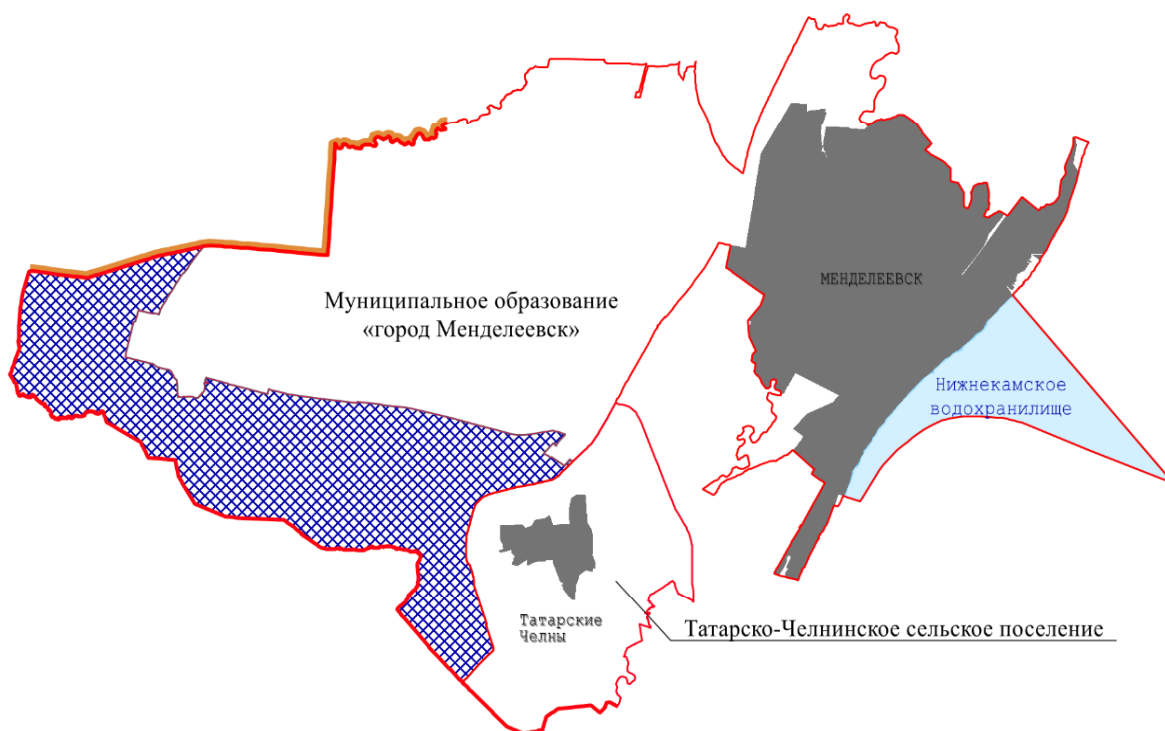 МЕНДЕЛЕЕВСК
Муниципальное образование
«город Менделеевск»
Нижнекамское
водохранилище
Татарские
Челны
Татарско-Челнинское сельское поселение